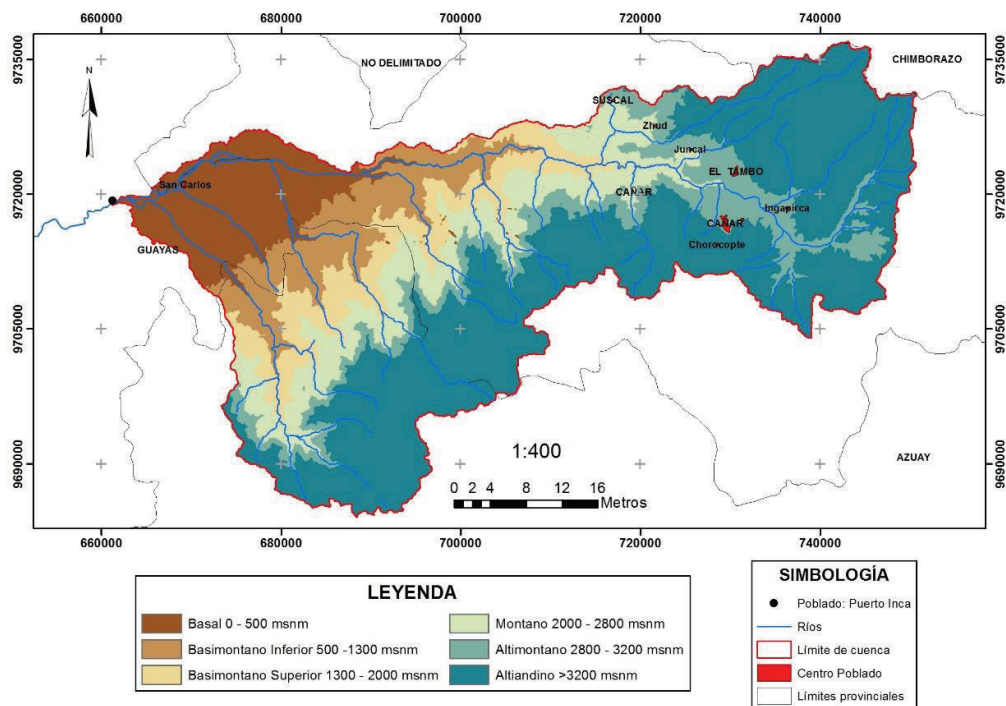 660000 680000 700000 720000 740000
9735000 9735000
NO DELIMITADO
CHIMBORAZO
N
SUSCAL
Zhud
Juncal
EL TAMBO
San Carlos
CAÑAR
9720000 9720000
Ingapirca
CAÑAR
Chorocopte
GUAYAS
9705000 9705000
1:400
AZUAY
9690000 9690000
0 2 4 8 12 16
Metros
660000 680000 700000 720000 740000
LEYENDA
Basal 0 - 500 msnm
Basimontano Inferior 500 -1300 msnm
Basimontano Superior 1300 - 2000 msnm
Montano 2000 - 2800 msnm
Altimontano 2800 - 3200 msnm
Altiandino >3200 msnm
SIMBOLOGÍA
Poblado: Puerto Inca
Ríos
Límite de cuenca
Centro Poblado
Límites provinciales